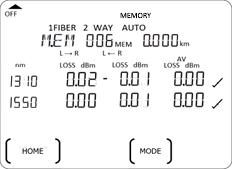 OFF
MEMORY
1FIBER 2 WAY AUTO
MEM 006 MEM 0.000 km
L→R L←R AV
nm LOSS dBm LOSS dBm LOSS dBm
1310 0.02 - 0.01 0.00 ✓
1550 0.00 0.01 0.00 ✓
HOME MODE